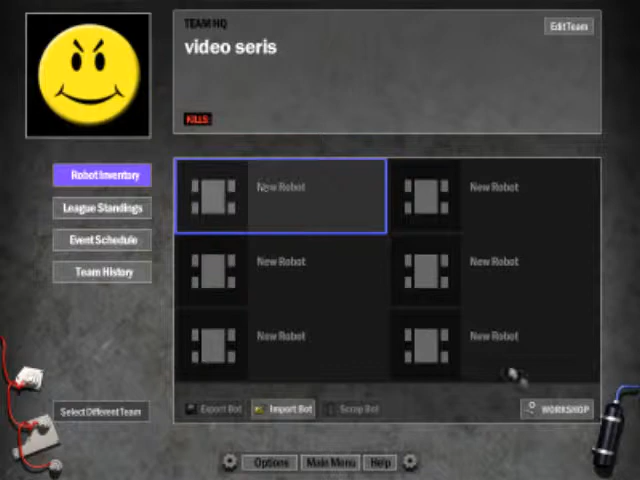 TEAM HQ
Edit Team
video seris
KILLS:
Robot Inventory
League Standings
Event Schedule
Team History
New Robot
New Robot
New Robot
New Robot
New Robot
New Robot
Select Different Team
Export Bot
Import Bot
Scrap Bot
WORKSHOP
Options
Main Menu
Help